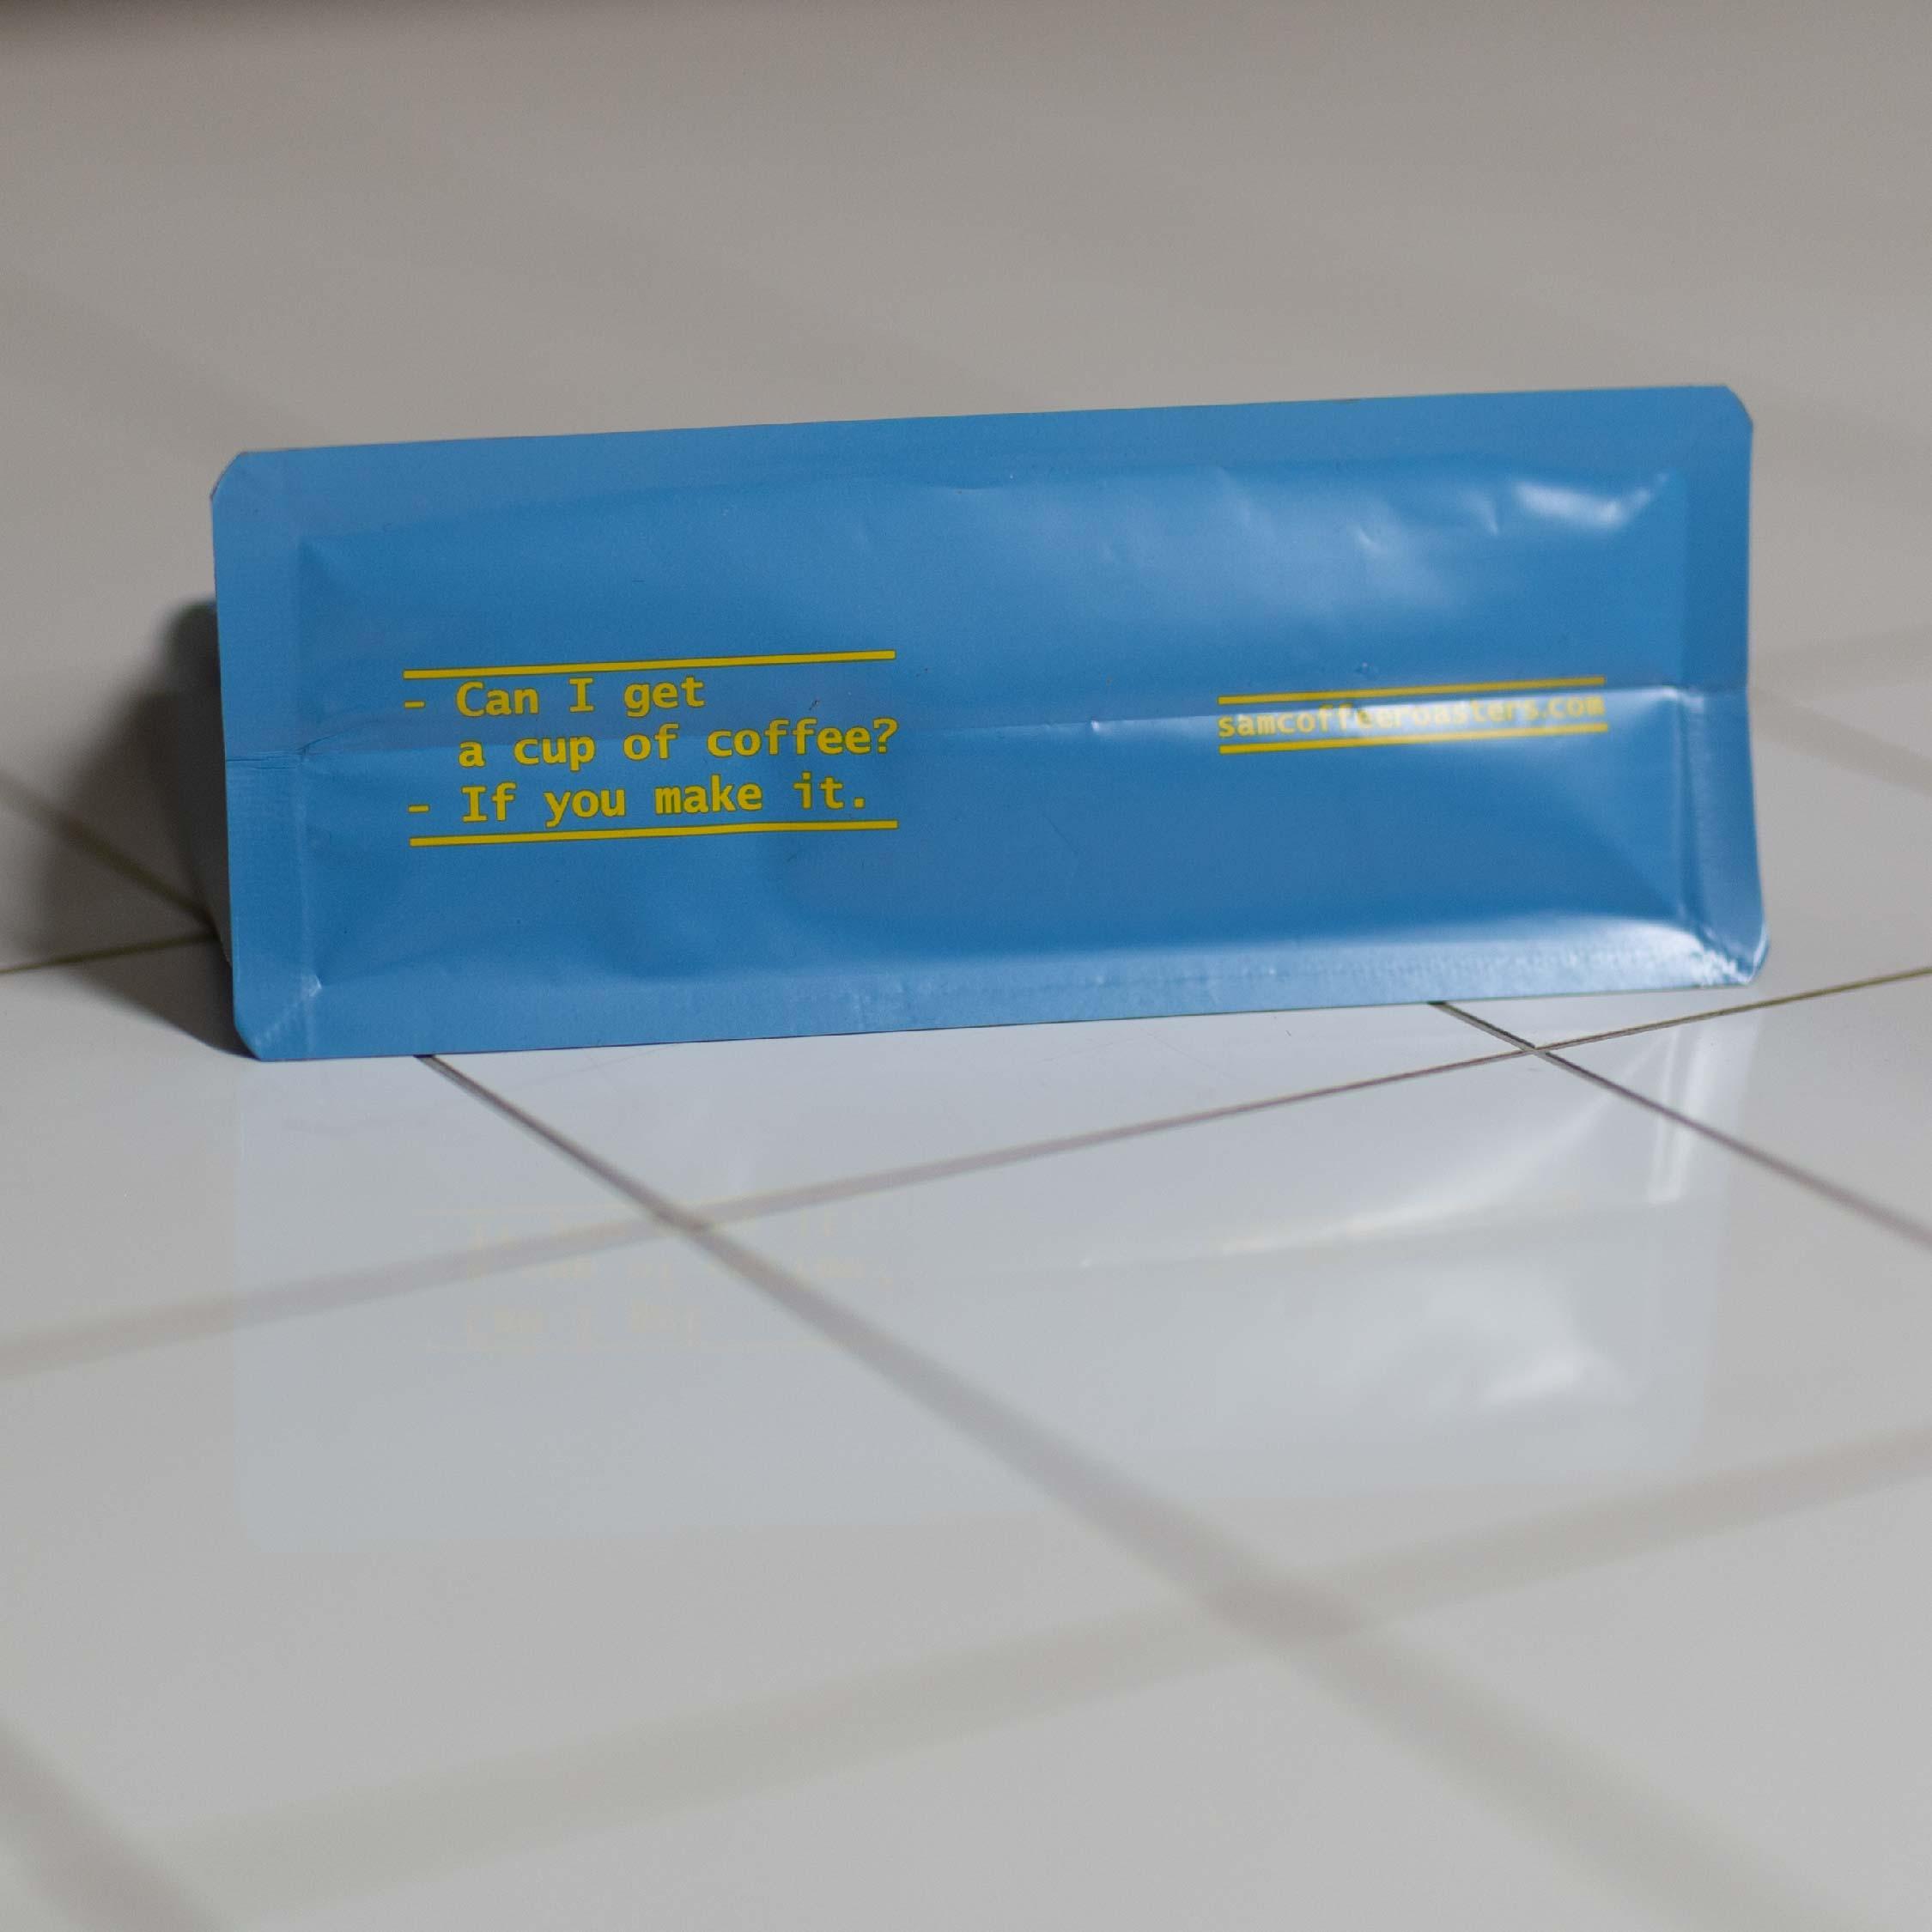 - Can I get
a cup of coffee?
- If you make it.
samcoffeeroasters.com